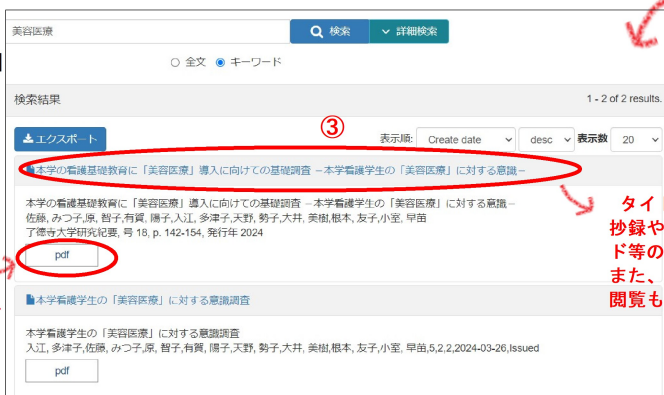 美容医療
検索
詳細検索
全文 キーワード
検索結果
1 - 2 of 2 results.
エクスポート
③
表示順: Create date desc 表示数 20
本学の看護基礎教育に「美容医療」導入に向けての基礎調査 －本学看護学生の「美容医療」に対する意識－
本学の看護基礎教育に「美容医療」導入に向けての基礎調査 －本学看護学生の「美容医療」に対する意識－
佐藤, みつ子,原, 智子,有賀, 陽子,入江, 多津子,天野, 勢子,大井, 美樹,根本, 友子,小室, 早苗
了德寺大学研究紀要, 号 18, p. 142-154, 発行年 2024
pdf
タイ
抄録や
ド等の
また、
閲覧も
本学看護学生の「美容医療」に対する意識調査
本学看護学生の「美容医療」に対する意識調査
入江, 多津子,佐藤, みつ子,原, 智子,有賀, 陽子,天野, 勢子,大井, 美樹,根本, 友子,小室, 早苗,5,2,2,2024-03-26,Issued
pdf